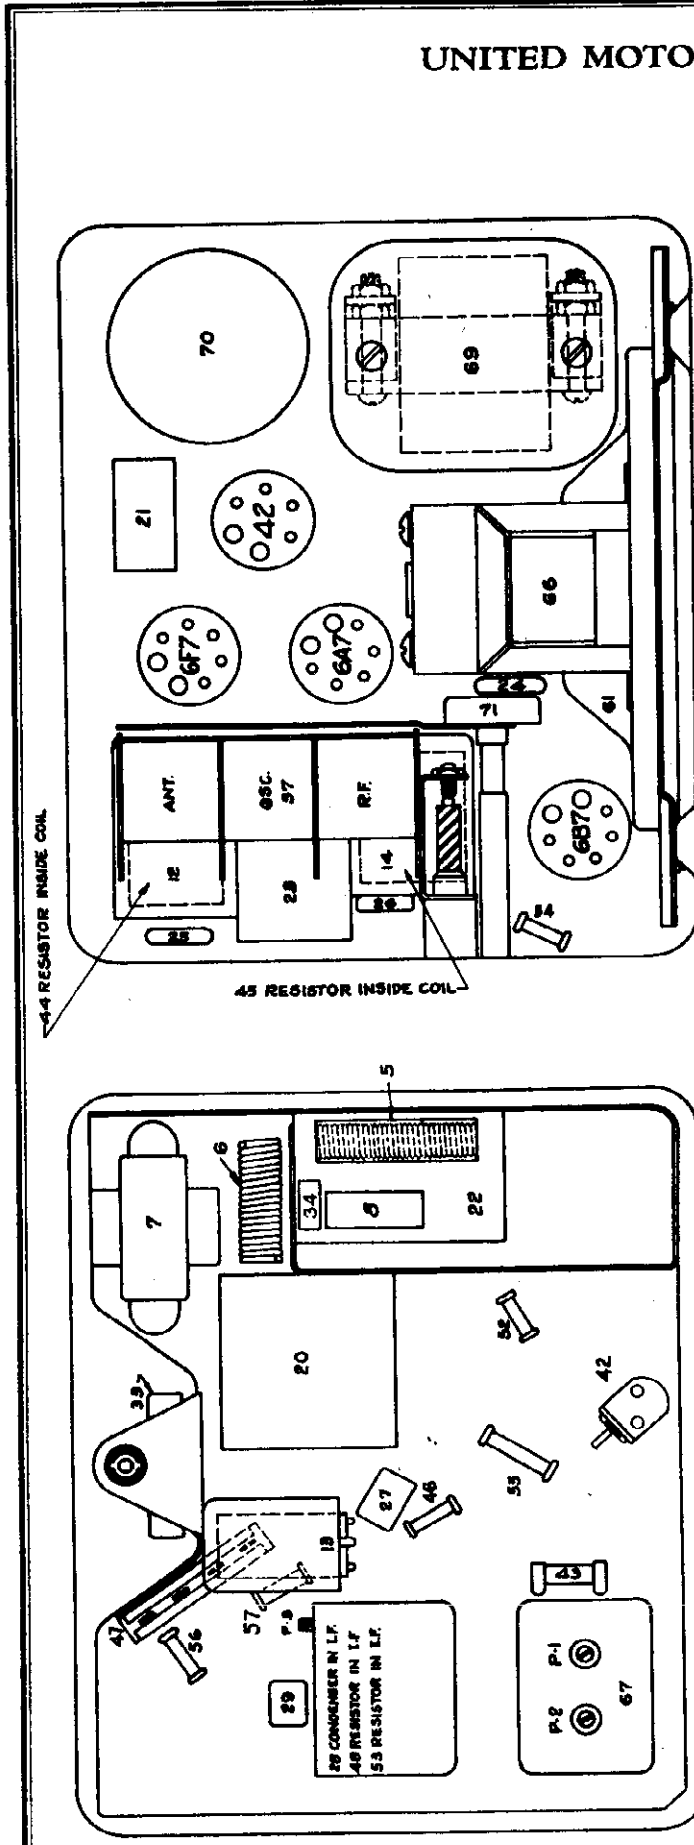 UNITED MOTO
70
69
21
42
6F7
6A7
66
24
71
61
ANT.
OSC.
37
R.F.
6B7
12
23
14
26
25
54
44 RESISTOR INSIDE COIL
45 RESISTOR INSIDE COIL
5
6
7
34
8
22
20
52
39
42
55
27
46
13
47
57
56
43
P-3
29
28 CONDENSER IN I.F.
48 RESISTOR IN I.F.
53 RESISTOR IN I.F.
P-1
P-2
67